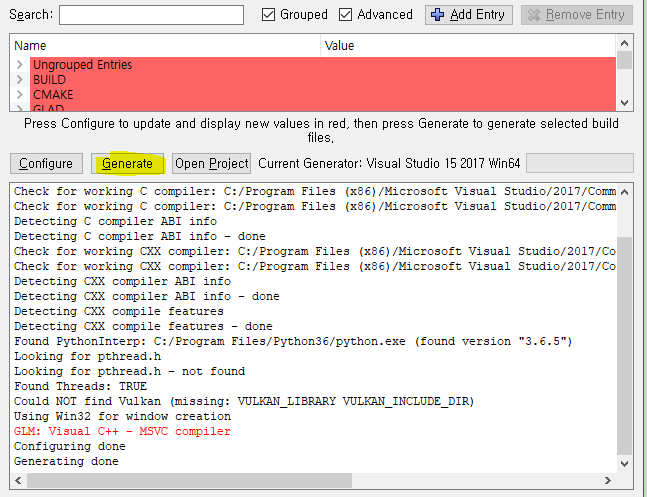 Search:
Grouped
Advanced
Add Entry
Remove Entry
Name
Value
Ungrouped Entries
BUILD
CMAKE
GLAD
Press Configure to update and display new values in red, then press Generate to generate selected build
files.
Configure
Generate
Open Project
Current Generator: Visual Studio 15 2017 Win64
Check for working C compiler: C:/Program Files (x86)/Microsoft Visual Studio/2017/Comm
Check for working C compiler: C:/Program Files (x86)/Microsoft Visual Studio/2017/Comm
Detecting C compiler ABI info
Detecting C compiler ABI info - done
Check for working CXX compiler: C:/Program Files (x86)/Microsoft Visual Studio/2017/Co
Check for working CXX compiler: C:/Program Files (x86)/Microsoft Visual Studio/2017/Co
Detecting CXX compiler ABI info
Detecting CXX compiler ABI info - done
Detecting CXX compile features
Detecting CXX compile features - done
Found PythonInterp: C:/Program Files/Python36/python.exe (found version "3.6.5")
Looking for pthread.h
Looking for pthread.h - not found
Found Threads: TRUE
Could NOT find Vulkan (missing: VULKAN_LIBRARY VULKAN_INCLUDE_DIR)
Using Win32 for window creation
GLM: Visual C++ - MSVC compiler
Configuring done
Generating done